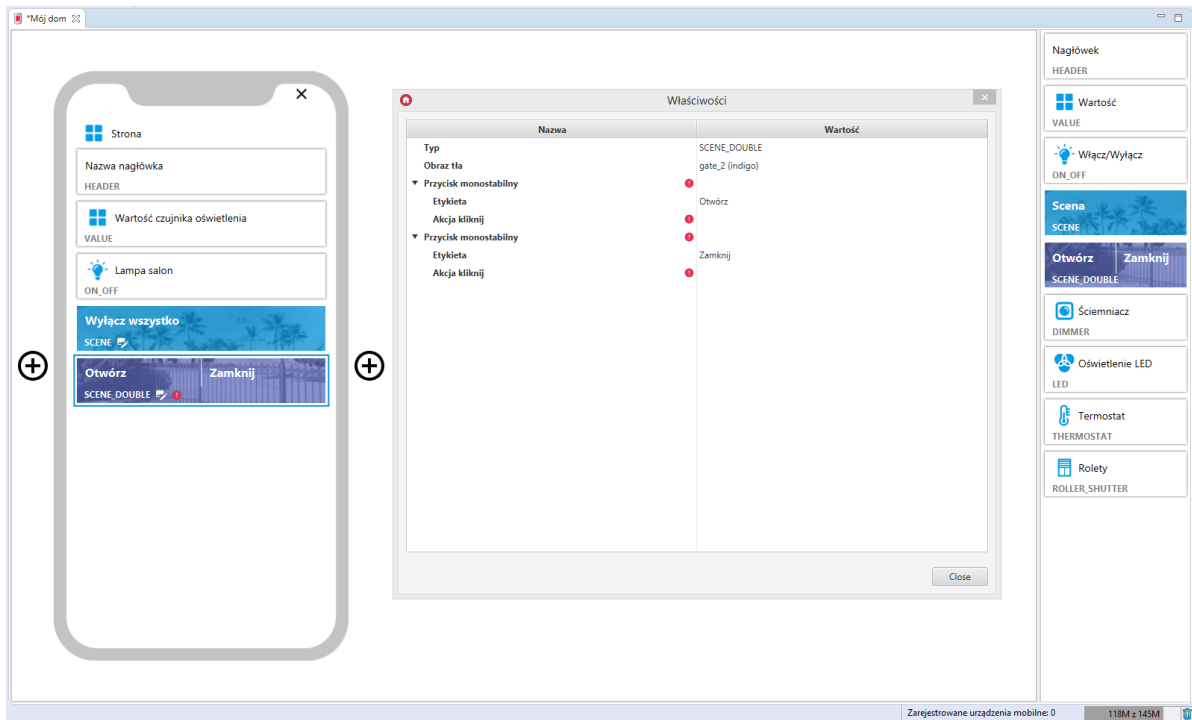 *Mój dom
Strona
Nazwa nagłówka
HEADER
Wartość czujnika oświetlenia
VALUE
Lampa salon
ON_OFF
Wyłącz wszystko
SCENE
Otwórz Zamknij
SCENE_DOUBLE
Właściwości
Nazwa Wartość
Typ SCENE_DOUBLE
Obraz tła gate_2 (indigo)
Przycisk monostabilny
Etykieta Otwórz
Akcja kliknij
Przycisk monostabilny
Etykieta Zamknij
Akcja kliknij
Close
Nagłówek
HEADER
Wartość
VALUE
Włącz/Wyłącz
ON_OFF
Scena
SCENE
Otwórz Zamknij
SCENE_DOUBLE
Ściemniacz
DIMMER
Oświetlenie LED
LED
Termostat
THERMOSTAT
Rolety
ROLLER_SHUTTER
Zarejestrowane urządzenia mobilne: 0 118M z 145M